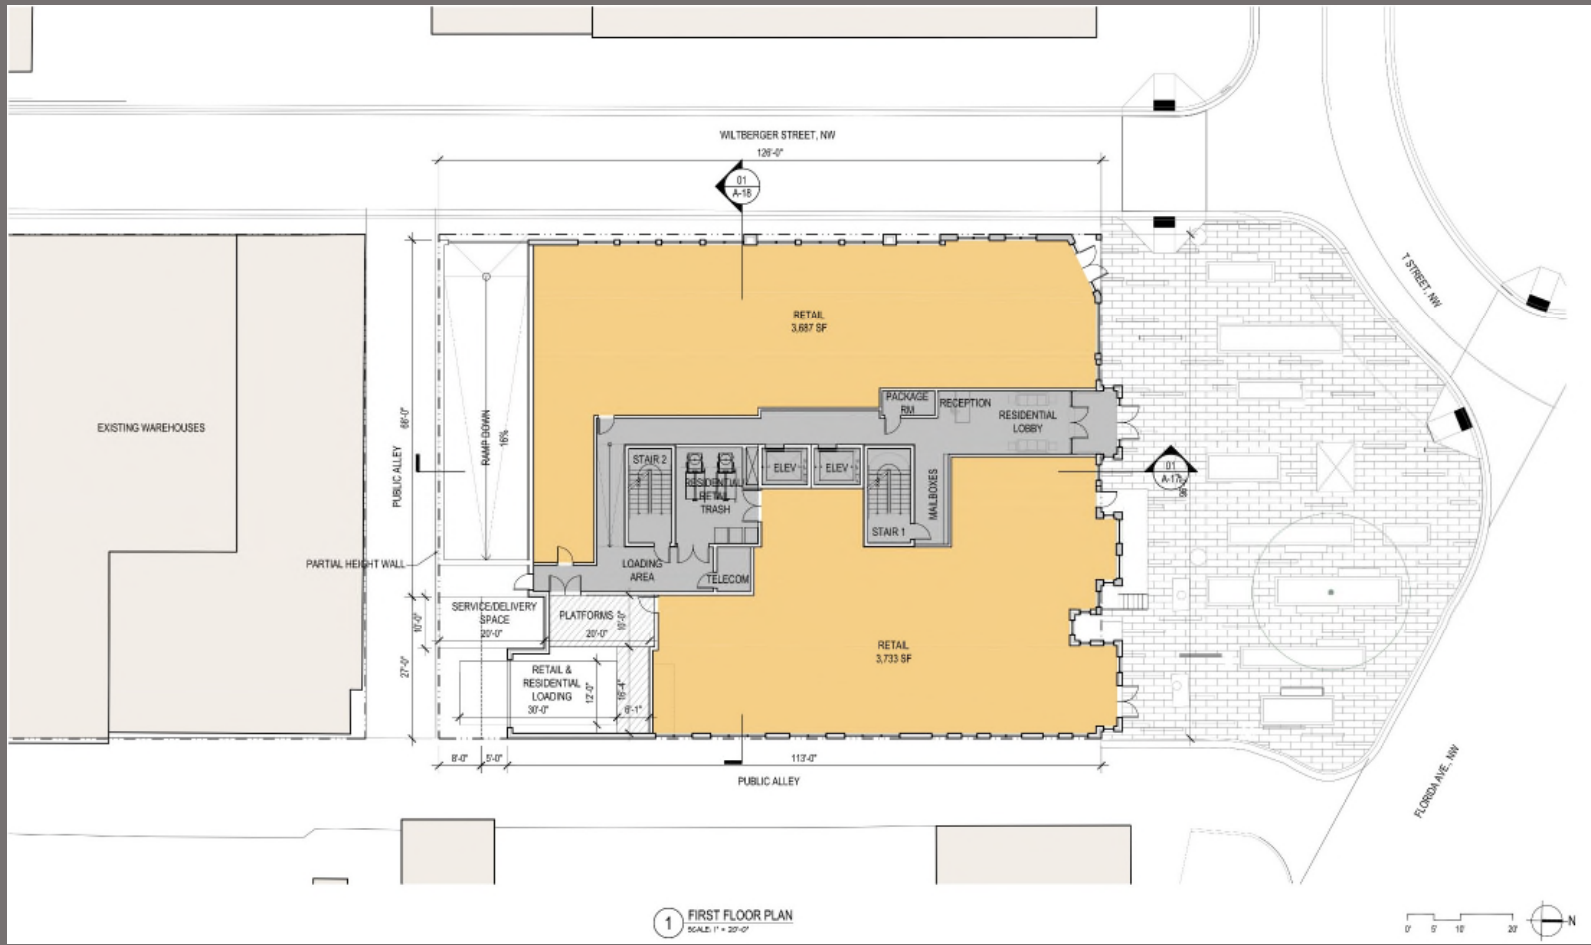 WILTBERGER STREET, NW
126'-0"
01
A-18
T STREET, NW
RETAIL
3,687 SF
EXISTING WAREHOUSES
PUBLIC ALLEY
66'-0"
RAMP DOWN
16%
PACKAGE
RM
RECEPTION
RESIDENTIAL
LOBBY
STAIR 2
RESIDENTIAL
RETAIL
TRASH
ELEV
ELEV
STAIR 1
MAILBOXES
01
A-17
PARTIAL HEIGHT WALL
LOADING
AREA
TELECOM
SERVICE/DELIVERY
SPACE
20'-0"
10'-0"
PLATFORMS
20'-0"
10'-0"
27'-0"
RETAIL &
RESIDENTIAL
LOADING
30'-0"
12'-0"
16'-4"
6'-1"
RETAIL
3,733 SF
8'-0"
5'-0"
113'-0"
PUBLIC ALLEY
FLORIDA AVE., NW
1
FIRST FLOOR PLAN
SCALE: 1" = 20'-0"
0' 5' 10' 20'
N